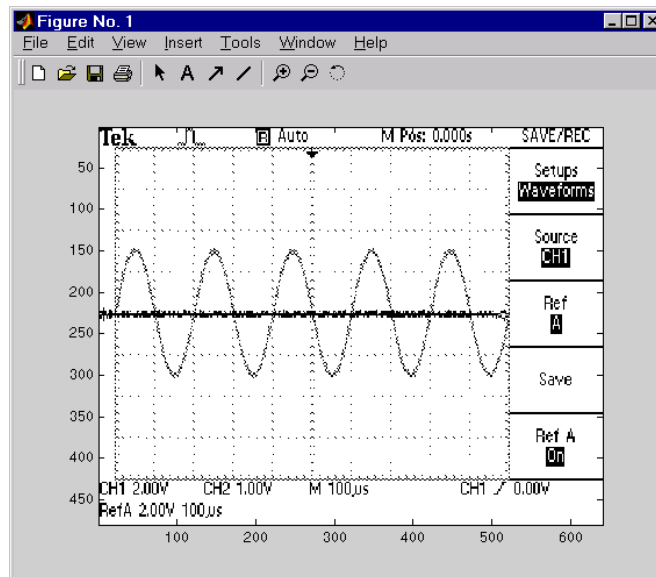 Figure No. 1
File Edit View Insert Tools Window Help
A
Tek Auto M Pos: 0.000s SAVE/REC
Setups
Waveforms
Source
CH1
Ref
A
Save
Ref A
On
50
100
150
200
250
300
350
400
450
CH1 2.00V CH2 1.00V M 100µs CH1 0.00V
RefA 2.00V 100µs
100 200 300 400 500 600